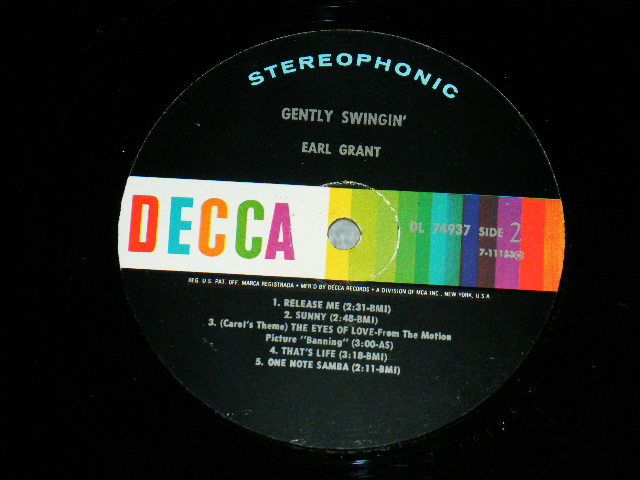 STEREOPHONIC
GENTLY SWINGIN'
EARL GRANT
DECCA
DL 74937 SIDE 2
7-11153
REG. U.S. PAT. OFF. MARCA REGISTRADA • MFR'D BY DECCA RECORDS • A DIVISION OF MCA INC., NEW YORK, U.S.A
1. RELEASE ME (2:31-BMI)
2. SUNNY (2:48-BMI)
3. (Carol's Theme) THE EYES OF LOVE-From The Motion
Picture "Banning" (3:00-AS)
4. THAT'S LIFE (3:18-BMI)
5. ONE NOTE SAMBA (2:11-BMI)